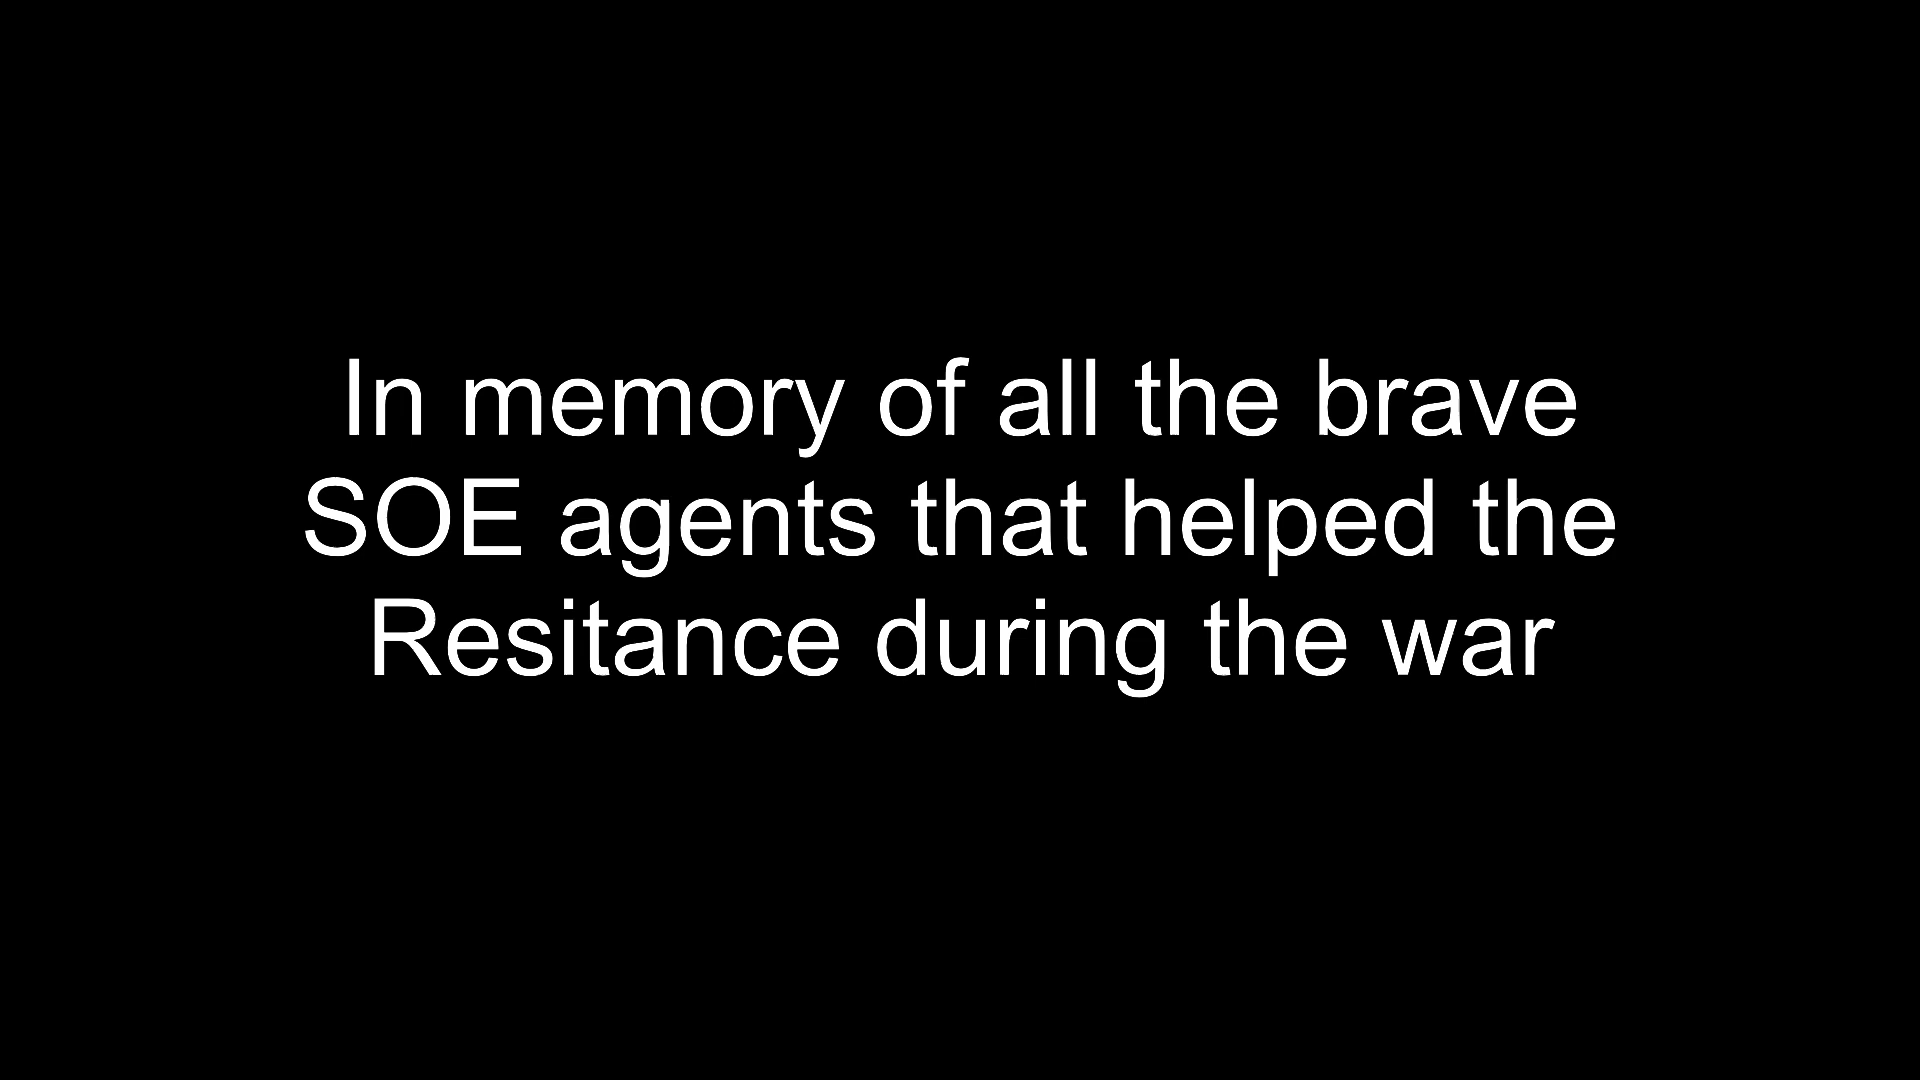 In memory of all the brave
SOE agents that helped the
Resitance during the war